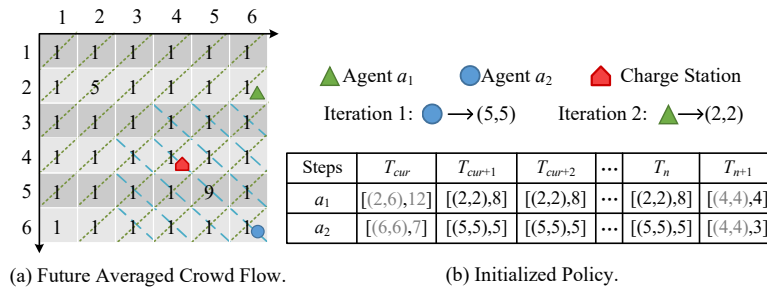 1 2 3 4 5 6
1 1 1 1 1 1 1
2 1 5 1 1 1 1
3 1 1 1 1 1 1
4 1 1 1 1 1 1
5 1 1 1 1 9 1
6 1 1 1 1 1 1
(a) Future Averaged Crowd Flow.
Agent a1 Agent a2 Charge Station
Iteration 1: →(5,5) Iteration 2: →(2,2)
Steps Tcur Tcur+1 Tcur+2 ··· Tn Tn+1
a1 [(2,6),12] [(2,2),8] [(2,2),8] ··· [(2,2),8] [(4,4),4]
a2 [(6,6),7] [(5,5),5] [(5,5),5] ··· [(5,5),5] [(4,4),3]
(b) Initialized Policy.